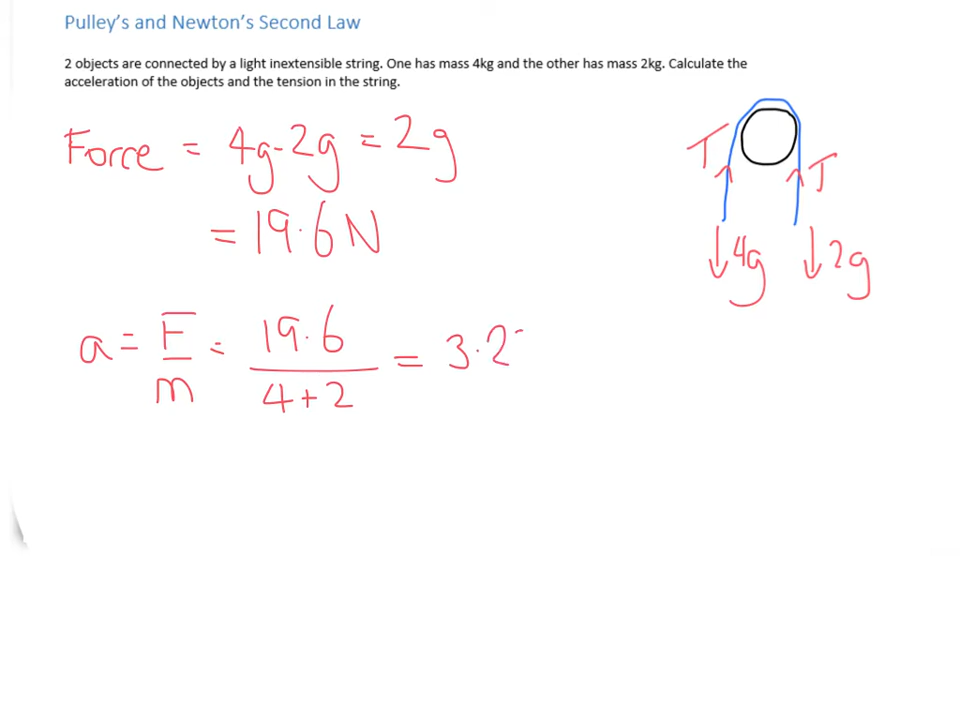 Pulley's and Newton's Second Law
2 objects are connected by a light inextensible string. One has mass 4kg and the other has mass 2kg. Calculate the
acceleration of the objects and the tension in the string.
Force = 4g-2g = 2g
= 19.6 N
T T
↓4g ↓2g
a = F/m = 19.6/(4+2) = 3.2